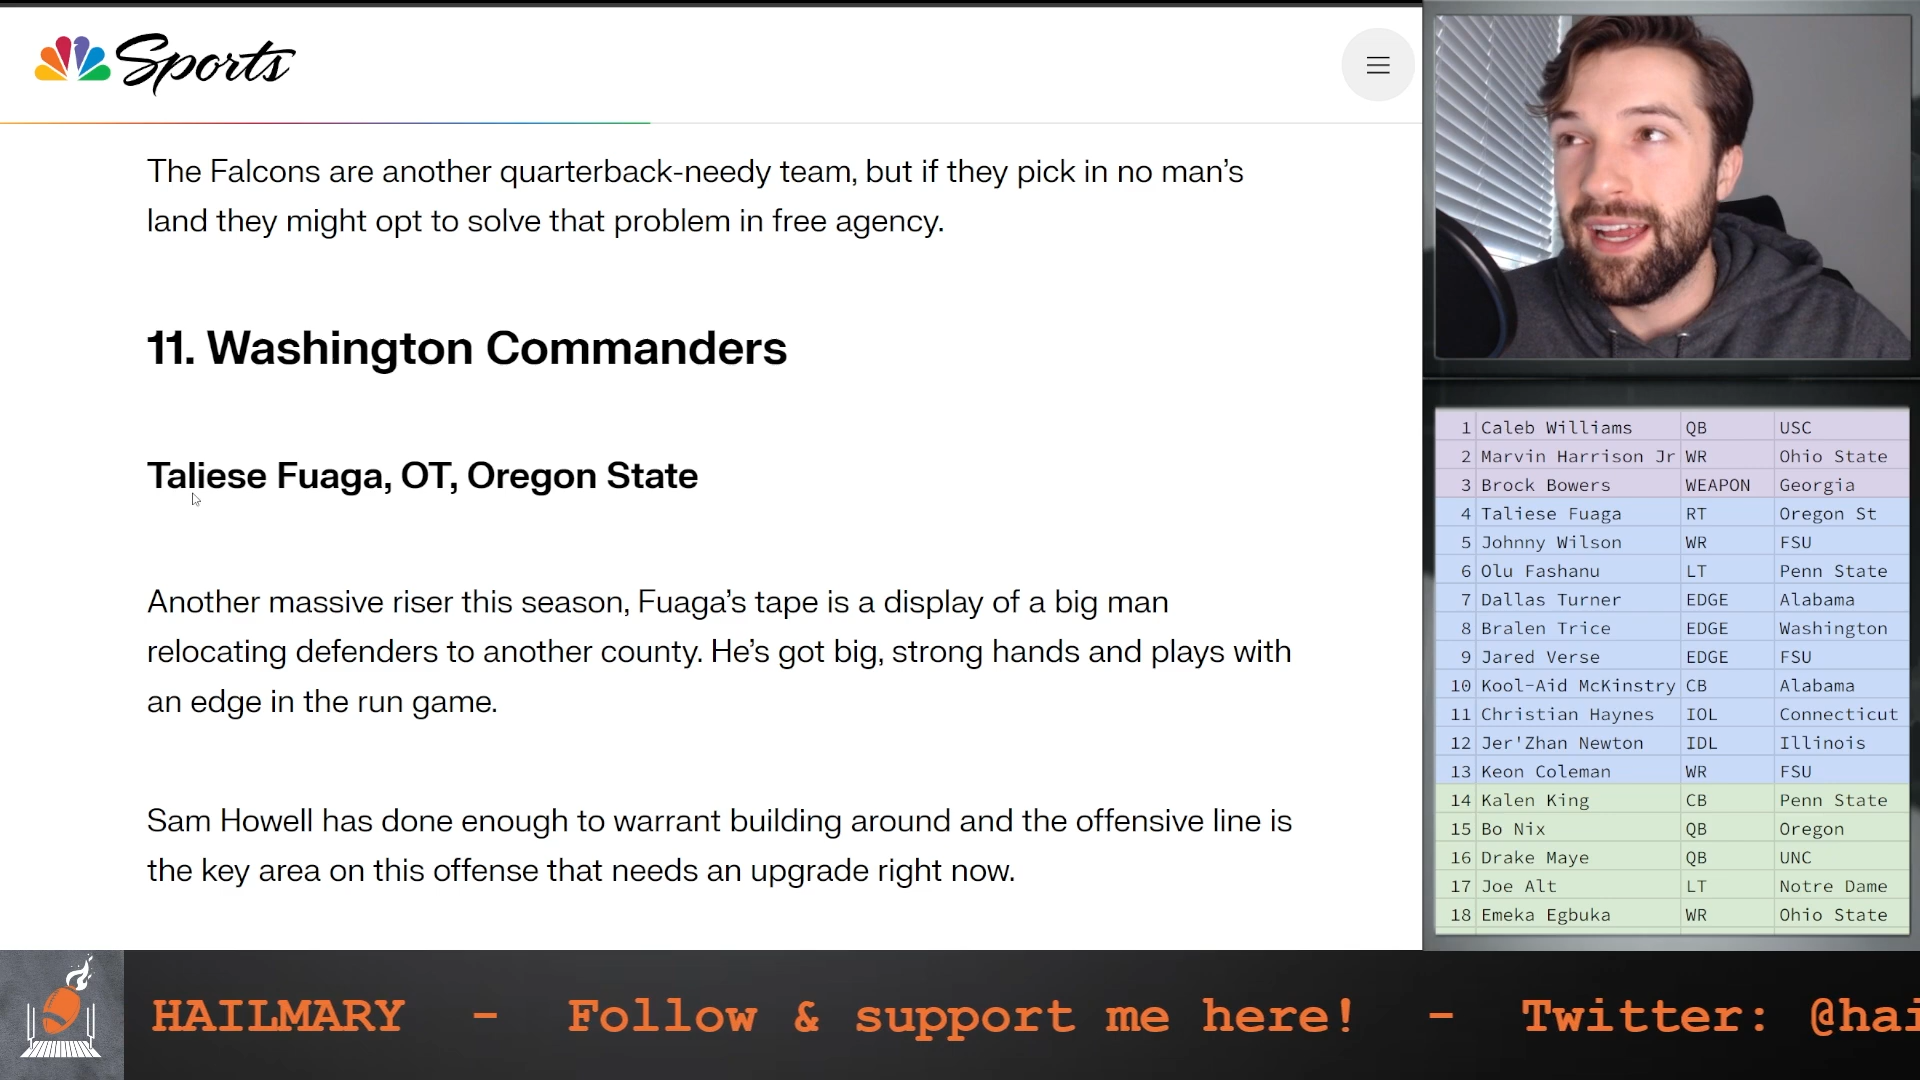 Sports
The Falcons are another quarterback-needy team, but if they pick in no man’s
land they might opt to solve that problem in free agency.
11. Washington Commanders
Taliese Fuaga, OT, Oregon State
Another massive riser this season, Fuaga’s tape is a display of a big man
relocating defenders to another county. He’s got big, strong hands and plays with
an edge in the run game.
Sam Howell has done enough to warrant building around and the offensive line is
the key area on this offense that needs an upgrade right now.
1 Caleb Williams QB USC
2 Marvin Harrison Jr WR Ohio State
3 Brock Bowers WEAPON Georgia
4 Taliese Fuaga RT Oregon St
5 Johnny Wilson WR FSU
6 Olu Fashanu LT Penn State
7 Dallas Turner EDGE Alabama
8 Bralen Trice EDGE Washington
9 Jared Verse EDGE FSU
10 Kool-Aid McKinstry CB Alabama
11 Christian Haynes IOL Connecticut
12 Jer'Zhan Newton IDL Illinois
13 Keon Coleman WR FSU
14 Kalen King CB Penn State
15 Bo Nix QB Oregon
16 Drake Maye QB UNC
17 Joe Alt LT Notre Dame
18 Emeka Egbuka WR Ohio State
HAILMARY - Follow & support me here! - Twitter: @hai